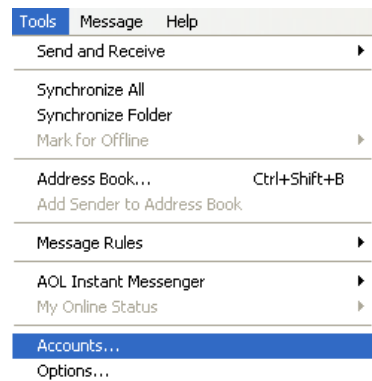 Tools Message Help
Send and Receive
Synchronize All
Synchronize Folder
Mark for Offline
Address Book... Ctrl+Shift+B
Add Sender to Address Book
Message Rules
AOL Instant Messenger
My Online Status
Accounts...
Options...